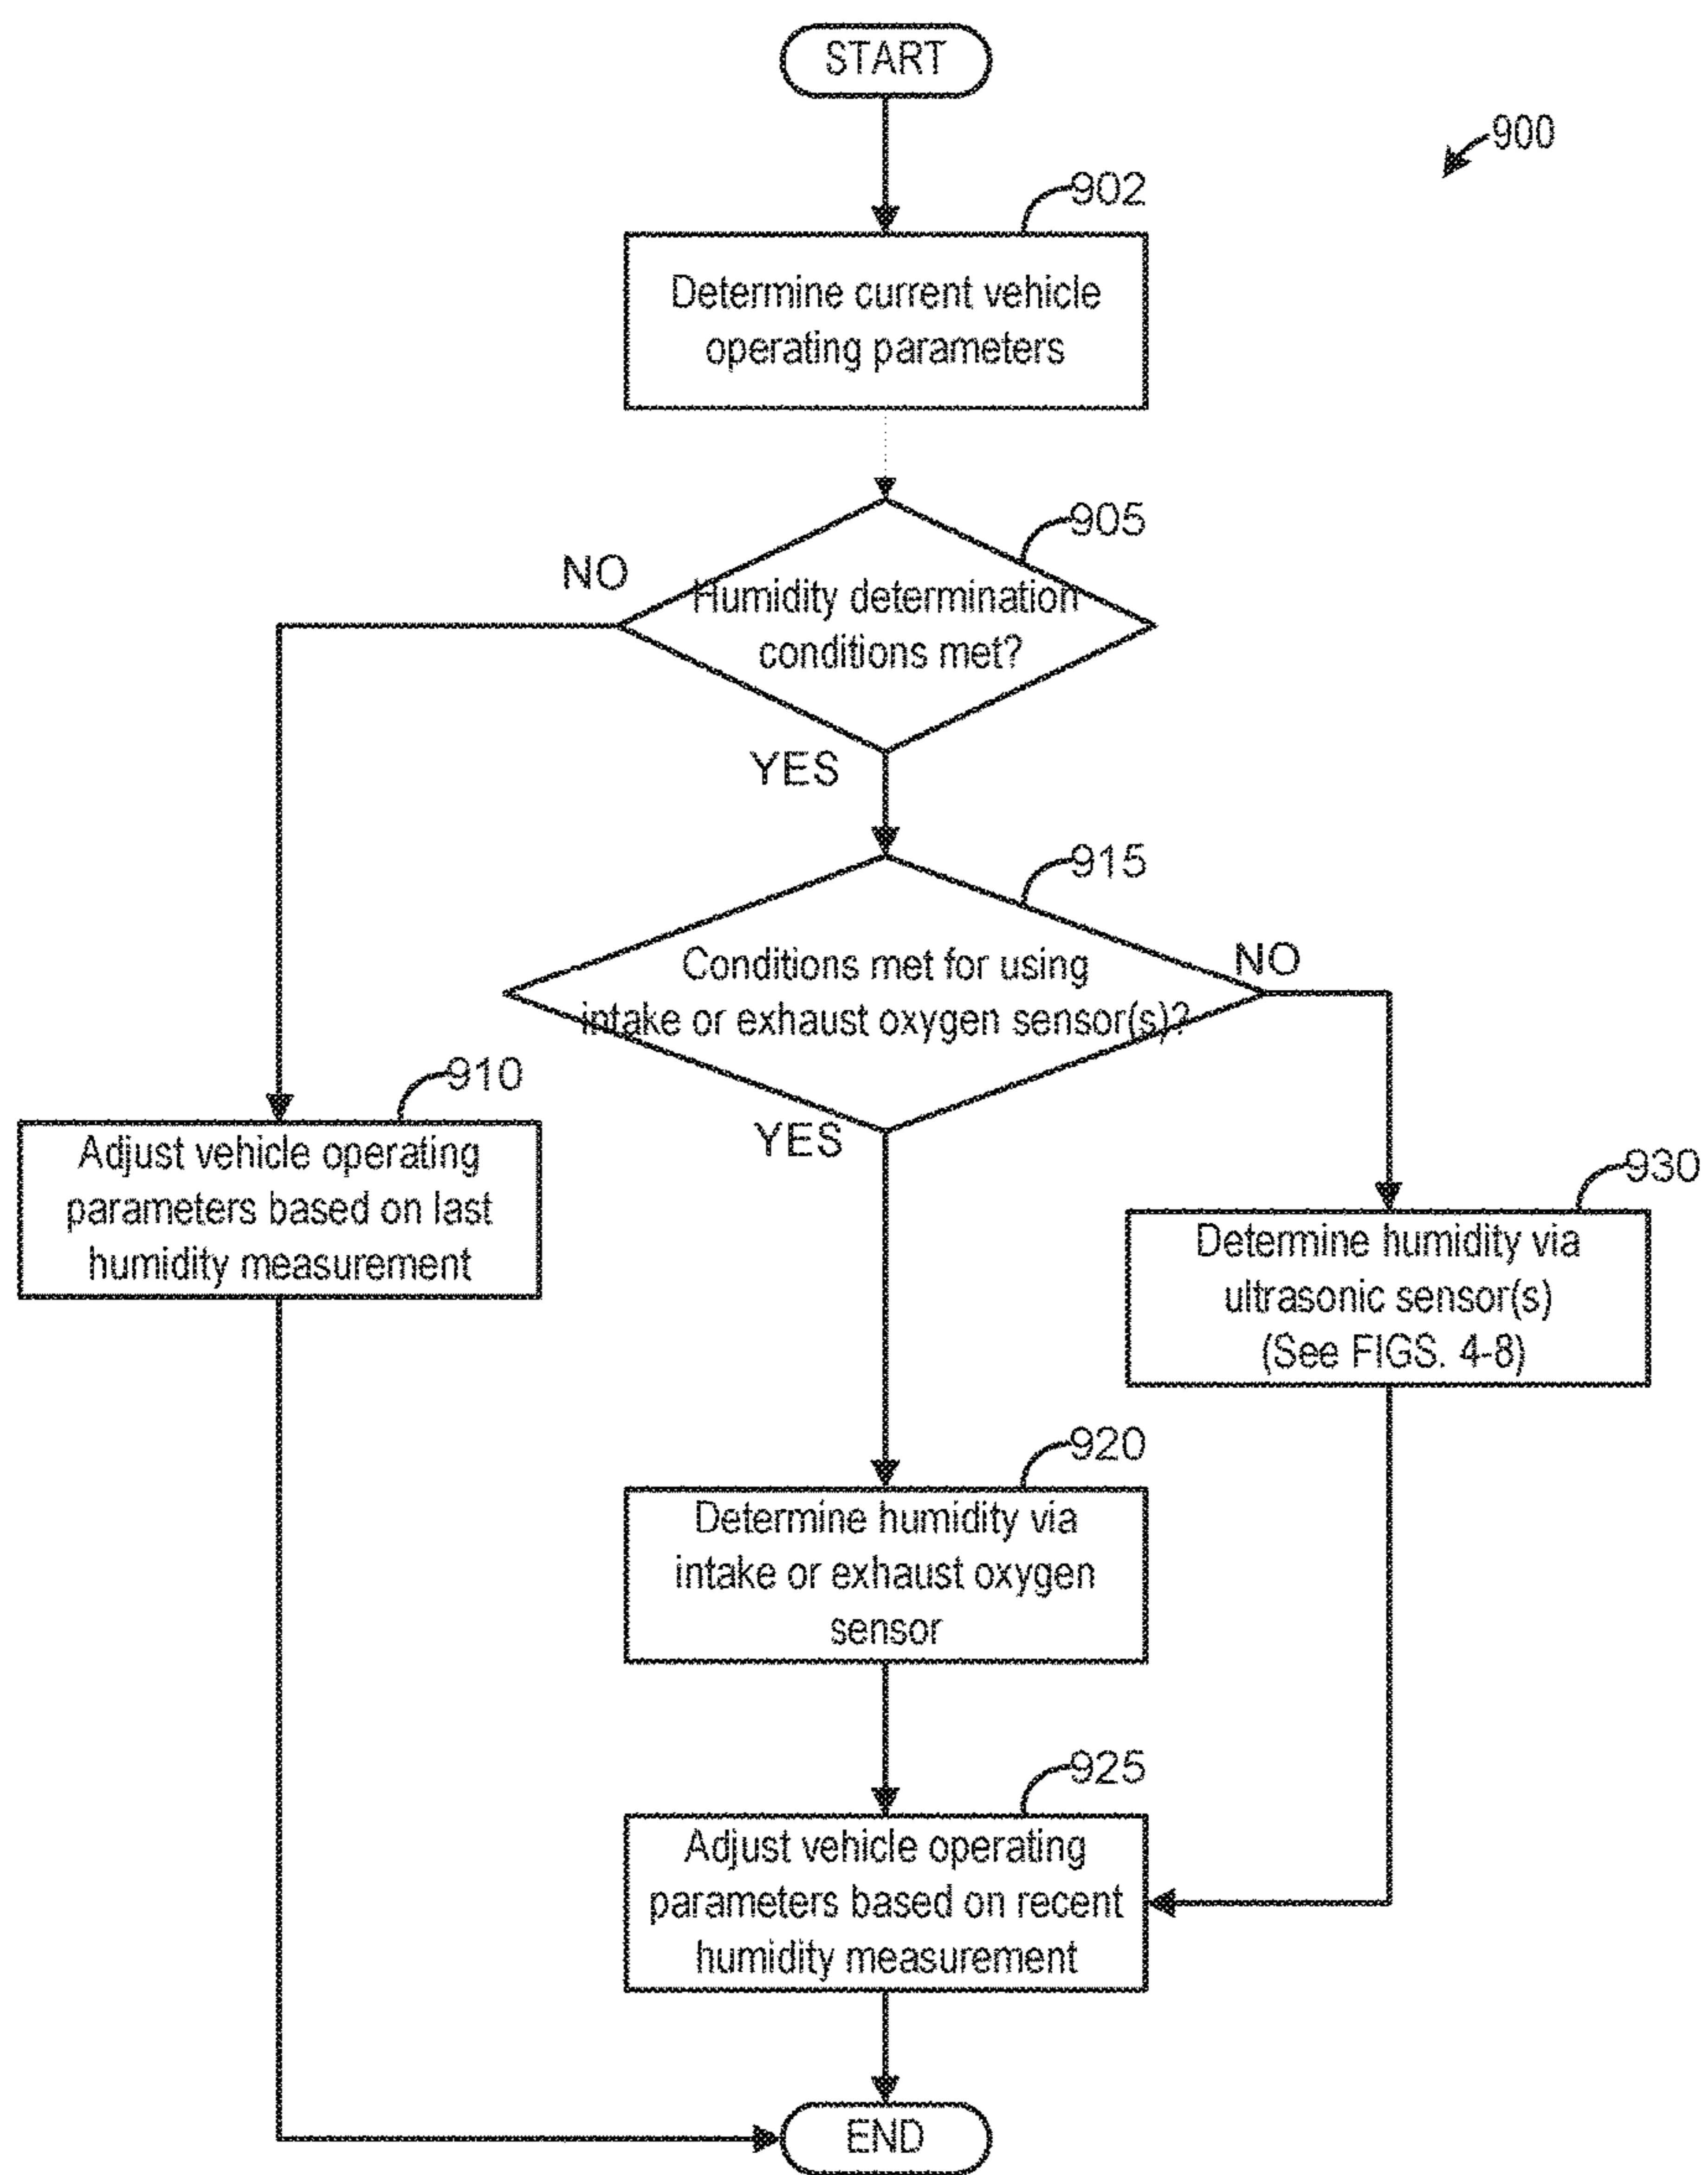 START
900
902
Determine current vehicle
operating parameters
905
NO
Humidity determination
conditions met?
YES
915
Conditions met for using
intake or exhaust oxygen sensor(s)?
NO
YES
910
Adjust vehicle operating
parameters based on last
humidity measurement
930
Determine humidity via
ultrasonic sensor(s)
(See FIGS. 4-8)
920
Determine humidity via
intake or exhaust oxygen
sensor
925
Adjust vehicle operating
parameters based on recent
humidity measurement
END